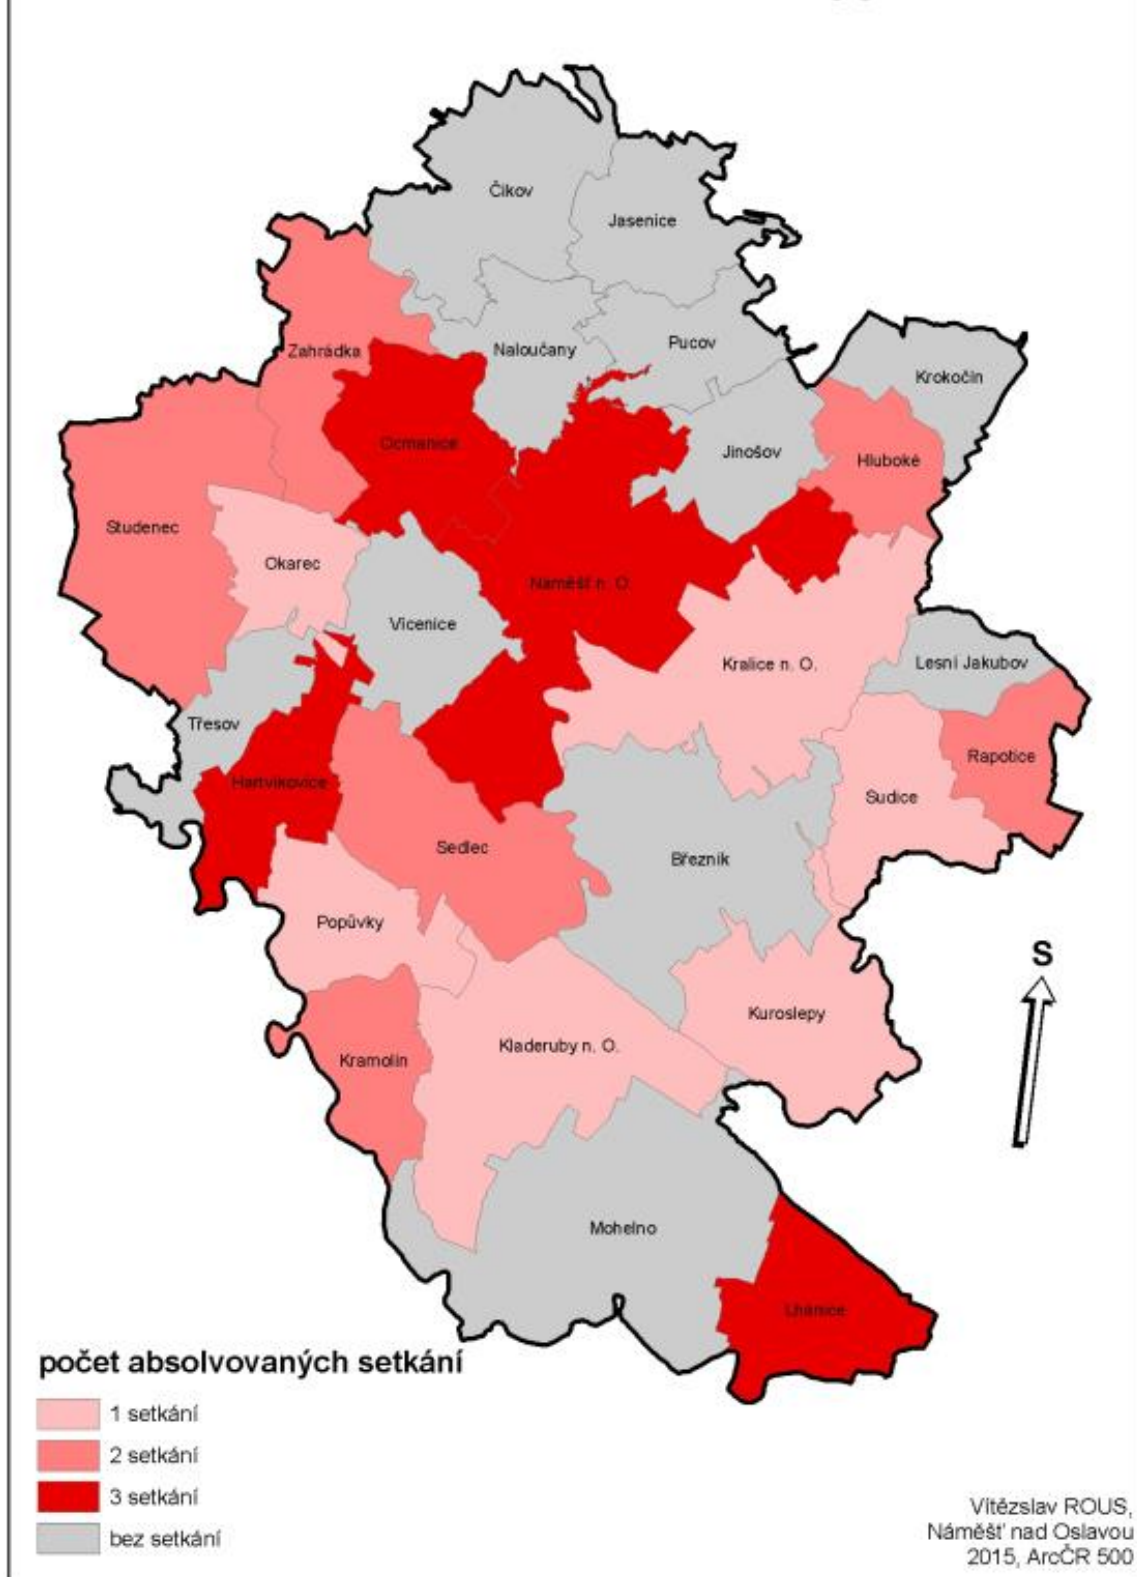 Čikov
Jasenice
Zahrádka
Naloučany
Pucov
Krokočín
Ocmanice
Jinošov
Hluboké
Studenec
Okarec
Náměšť n. O.
Vícenice
Kralice n. O.
Lesní Jakubov
Třesov
Hartvíkovice
Rapotice
Sudice
Sedlec
Březník
Popůvky
S
Kuroslepy
Kladeruby n. O.
Kramolín
Mohelno
Lhánice
počet absolvovaných setkání
1 setkání
2 setkání
3 setkání
bez setkání
Vítězslav ROUS,
Náměšť nad Oslavou
2015, ArcČR 500